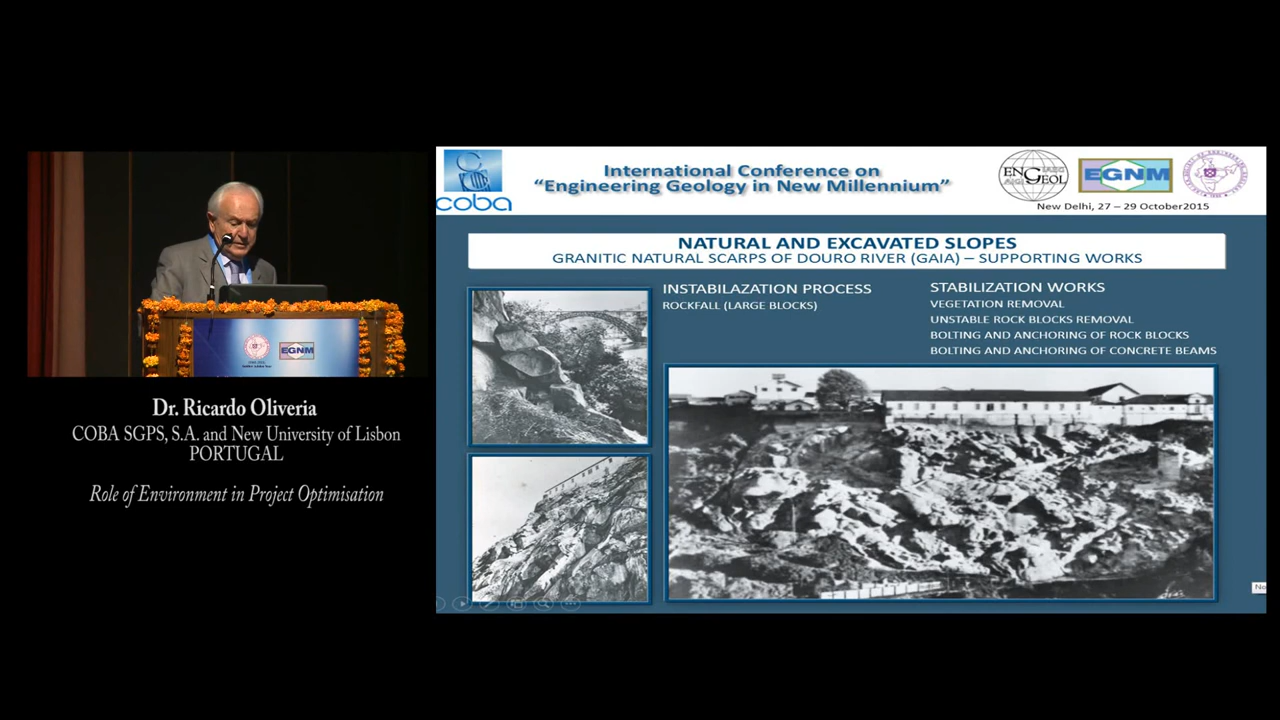 COBA
International Conference on
“Engineering Geology in New Millennium”
ENGEOL
EGNM
New Delhi, 27 – 29 October2015
NATURAL AND EXCAVATED SLOPES
GRANITIC NATURAL SCARPS OF DOURO RIVER (GAIA) – SUPPORTING WORKS
INSTABILAZATION PROCESS
ROCKFALL (LARGE BLOCKS)
STABILIZATION WORKS
VEGETATION REMOVAL
UNSTABLE ROCK BLOCKS REMOVAL
BOLTING AND ANCHORING OF ROCK BLOCKS
BOLTING AND ANCHORING OF CONCRETE BEAMS
EGNM
Dr. Ricardo Oliveria
COBA SGPS, S.A. and New University of Lisbon
PORTUGAL
Role of Environment in Project Optimisation